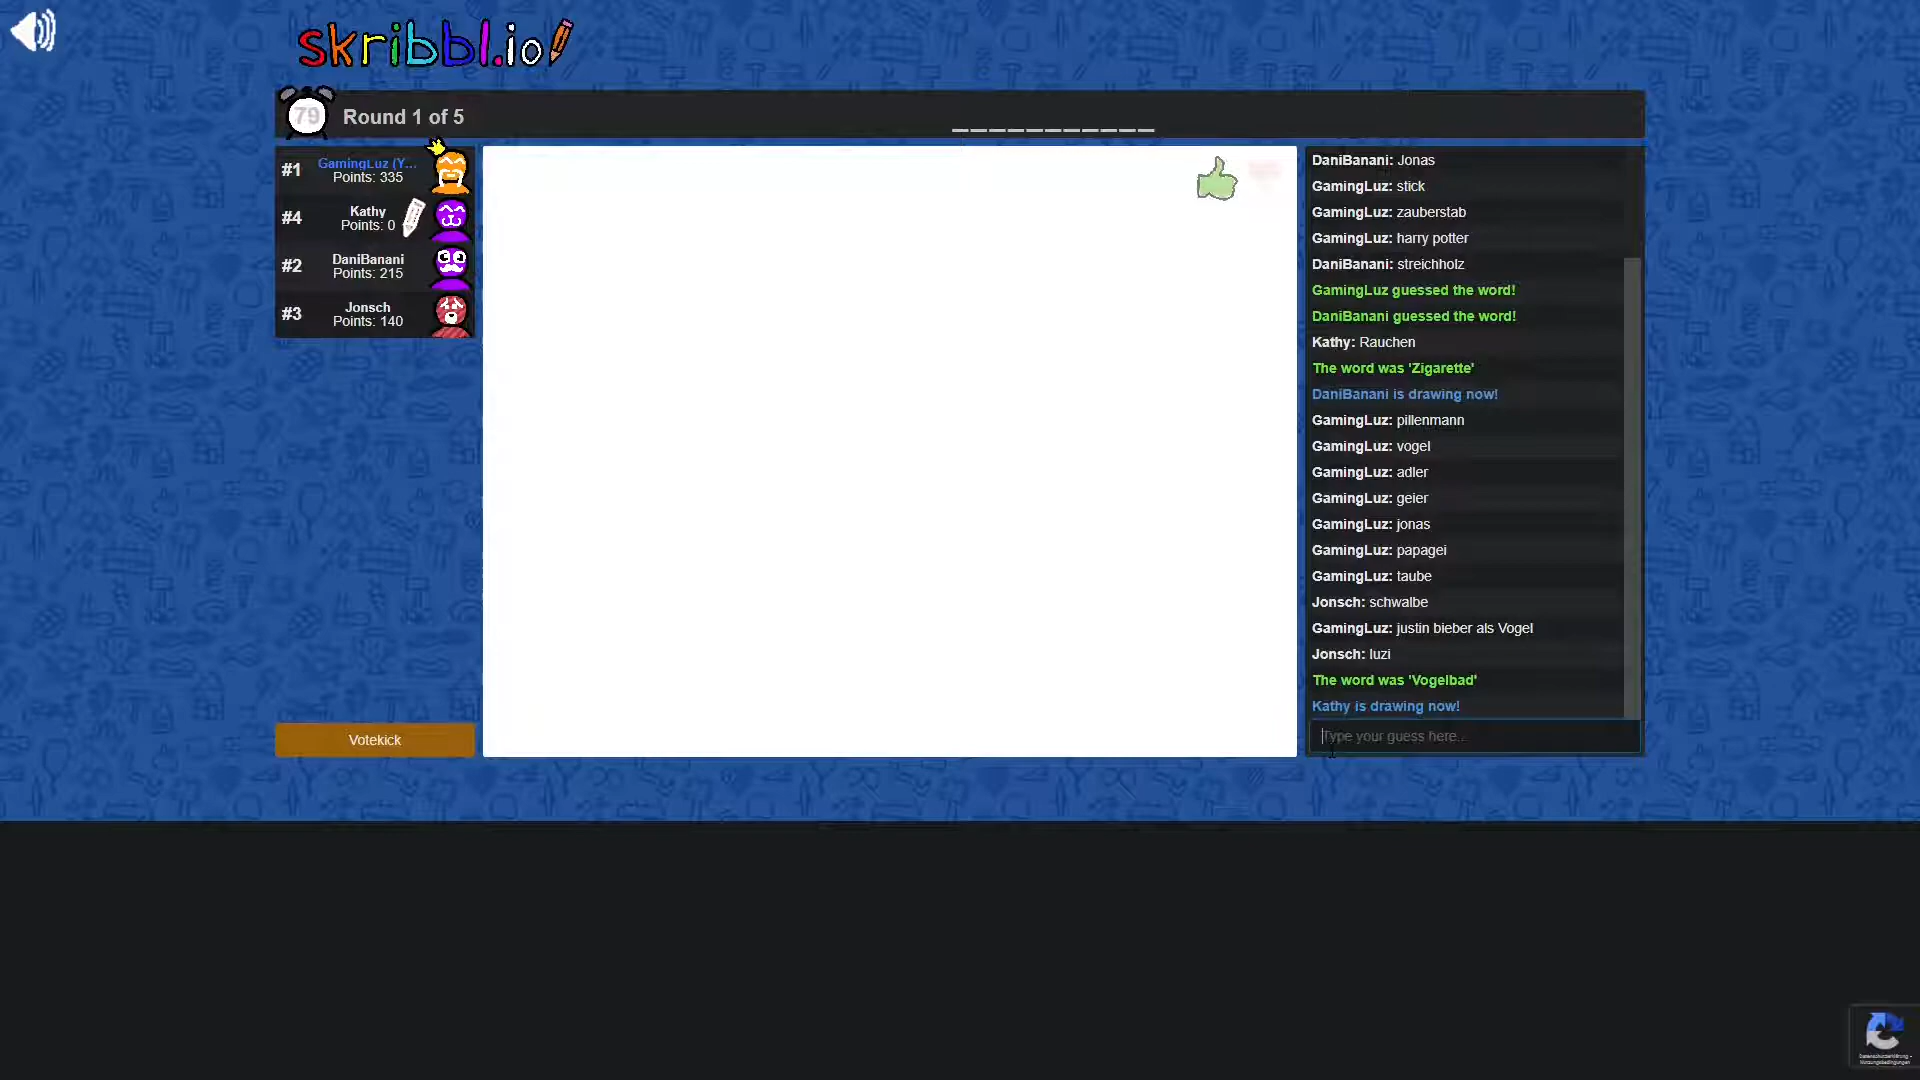 skribbl.io
79
Round 1 of 5
___________
#1
GamingLuz (Y...
Points: 335
#4
Kathy
Points: 0
#2
DaniBanani
Points: 215
#3
Jonsch
Points: 140
Votekick
DaniBanani: Jonas
GamingLuz: stick
GamingLuz: zauberstab
GamingLuz: harry potter
DaniBanani: streichholz
GamingLuz guessed the word!
DaniBanani guessed the word!
Kathy: Rauchen
The word was 'Zigarette'
DaniBanani is drawing now!
GamingLuz: pillenmann
GamingLuz: vogel
GamingLuz: adler
GamingLuz: geier
GamingLuz: jonas
GamingLuz: papagei
GamingLuz: taube
Jonsch: schwalbe
GamingLuz: justin bieber als Vogel
Jonsch: luzi
The word was 'Vogelbad'
Kathy is drawing now!
Type your guess here...